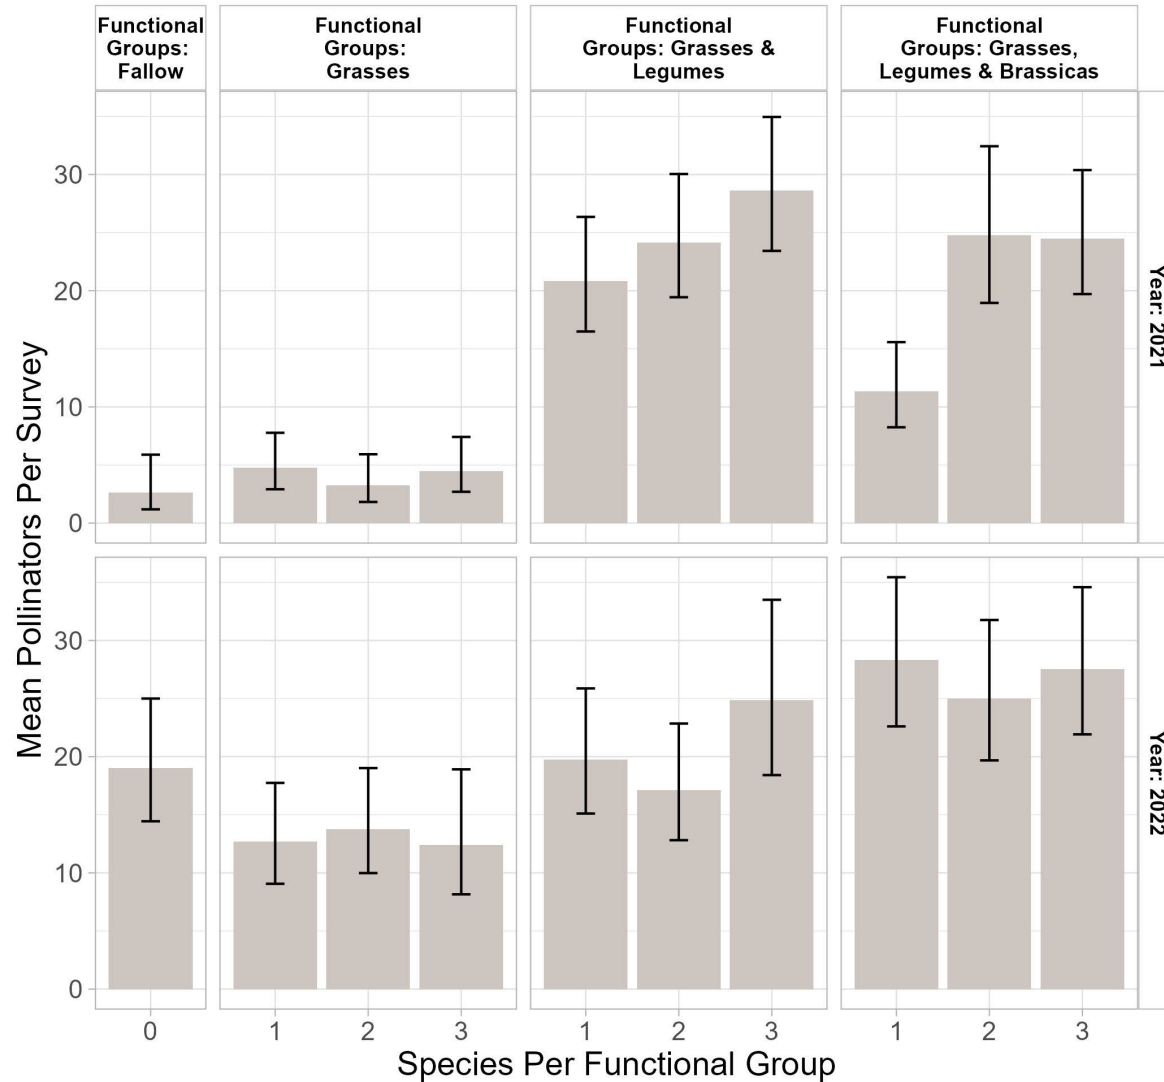 Functional
Groups:
Fallow
Functional
Groups:
Grasses
Functional
Groups: Grasses &
Legumes
Functional
Groups: Grasses,
Legumes & Brassicas
Mean Pollinators Per Survey
30
20
10
0
Year: 2021
30
20
10
0
Year: 2022
0
1 2 3
1 2 3
1 2 3
Species Per Functional Group